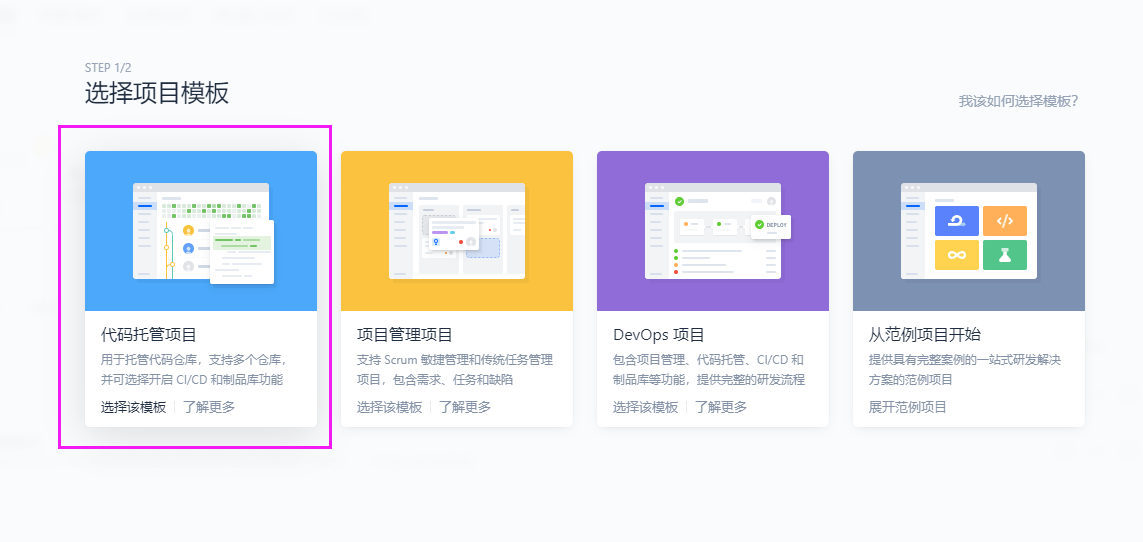 STEP 1/2
选择项目模板
我该如何选择模板?
代码托管项目
用于托管代码仓库，支持多个仓库，
并可选择开启 CI/CD 和制品库功能
选择该模板 了解更多
项目管理项目
支持 Scrum 敏捷管理和传统任务管理
项目，包含需求、任务和缺陷
选择该模板 了解更多
DEPLOY
DevOps 项目
包含项目管理、代码托管、CI/CD 和
制品库等功能，提供完整的研发流程
选择该模板 了解更多
</>
从范例项目开始
提供具有完整案例的一站式研发解决
方案的范例项目
展开范例项目